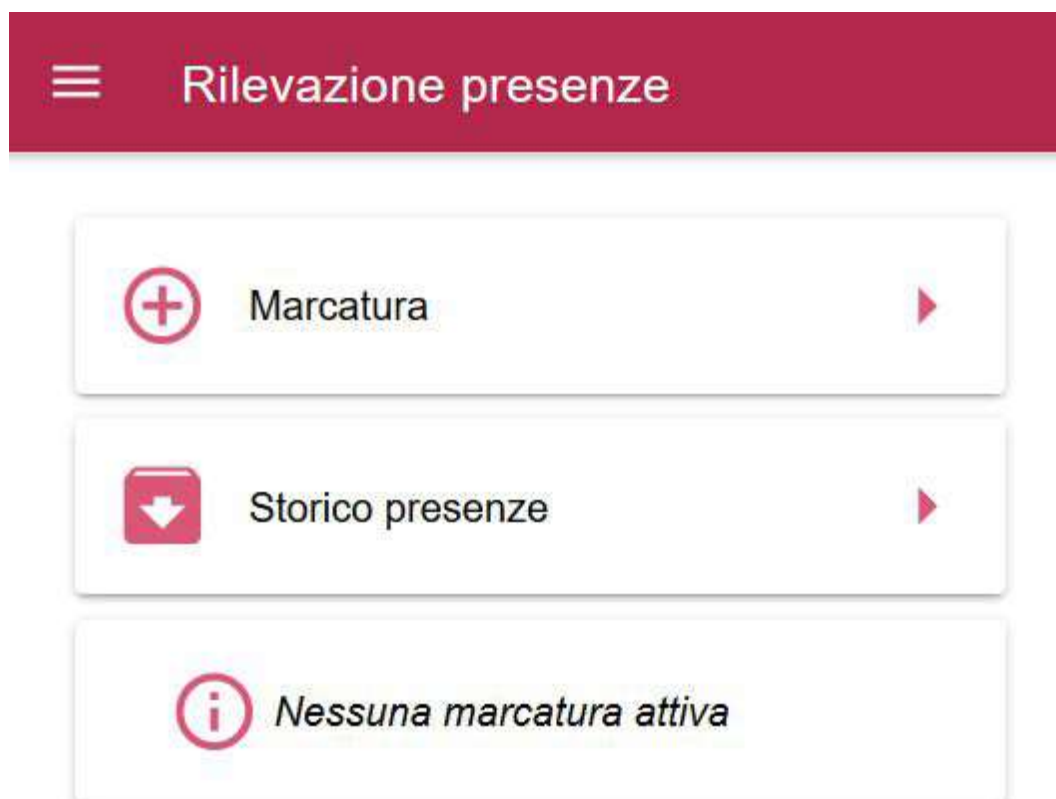 Rilevazione presenze
Marcatura
Storico presenze
Nessuna marcatura attiva